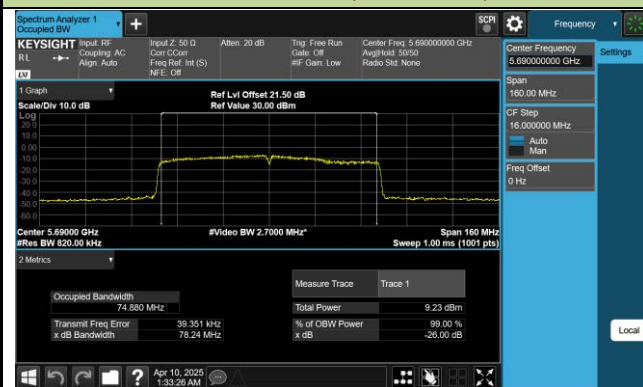 Spectrum Analyzer 1
Occupied BW
+
SCPI
Frequency
KEYSIGHT
RL
LXI
Input: RF
Coupling: AC
Align: Auto
Input Z: 50 Ω
Corr CCorr
Freq Ref: Int (S)
NFE: Off
Atten: 20 dB
Trig: Free Run
Gate: Off
#IF Gain: Low
Center Freq: 5.690000000 GHz
Avg|Hold: 50/50
Radio Std: None
Center Frequency
5.690000000 GHz
Settings
Span
160.00 MHz
CF Step
16.000000 MHz
Auto
Man
Freq Offset
0 Hz
Local
1 Graph
Scale/Div 10.0 dB
Ref Lvl Offset 21.50 dB
Ref Value 30.00 dBm
Log
20.0
10.0
0.00
-10.0
-20.0
-30.0
-40.0
-50.0
-60.0
Center 5.69000 GHz
#Res BW 820.00 kHz
#Video BW 2.7000 MHz*
Span 160 MHz
Sweep 1.00 ms (1001 pts)
2 Metrics
Measure Trace Trace 1
Occupied Bandwidth
74.880 MHz
Total Power 9.23 dBm
Transmit Freq Error 39.351 kHz
% of OBW Power 99.00 %
x dB Bandwidth 78.24 MHz
x dB -26.00 dB
?
Apr 10, 2025
1:33:26 AM